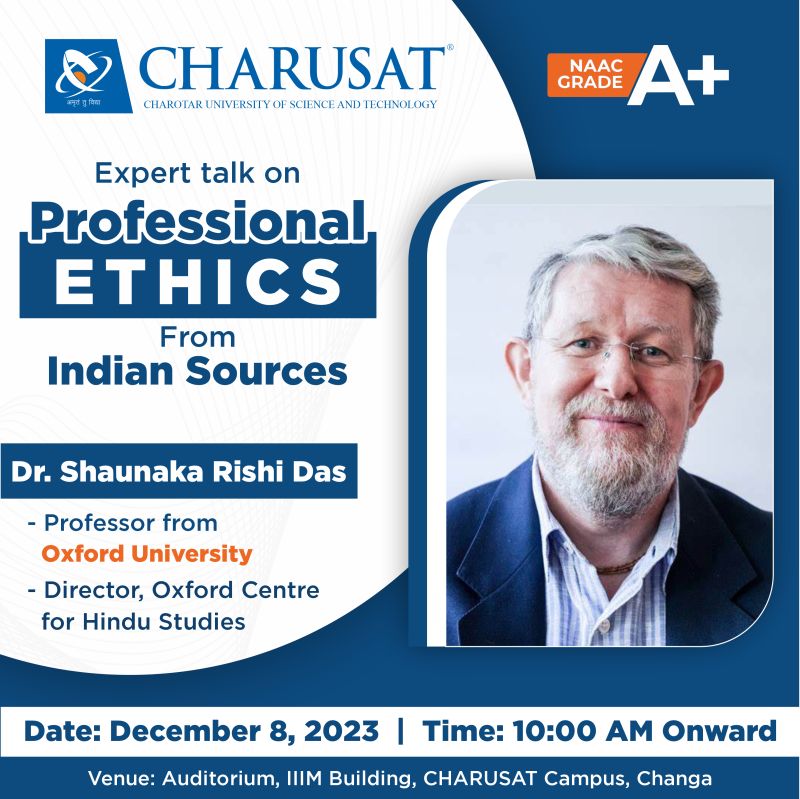 CHARUSAT®
CHAROTAR UNIVERSITY OF SCIENCE AND TECHNOLOGY
अमृतं तु विद्या
NAAC
GRADE
A+
Expert talk on
Professional
ETHICS
From
Indian Sources
Dr. Shaunaka Rishi Das
- Professor from
Oxford University
- Director, Oxford Centre
for Hindu Studies
Date: December 8, 2023 | Time: 10:00 AM Onward
Venue: Auditorium, IIIM Building, CHARUSAT Campus, Changa